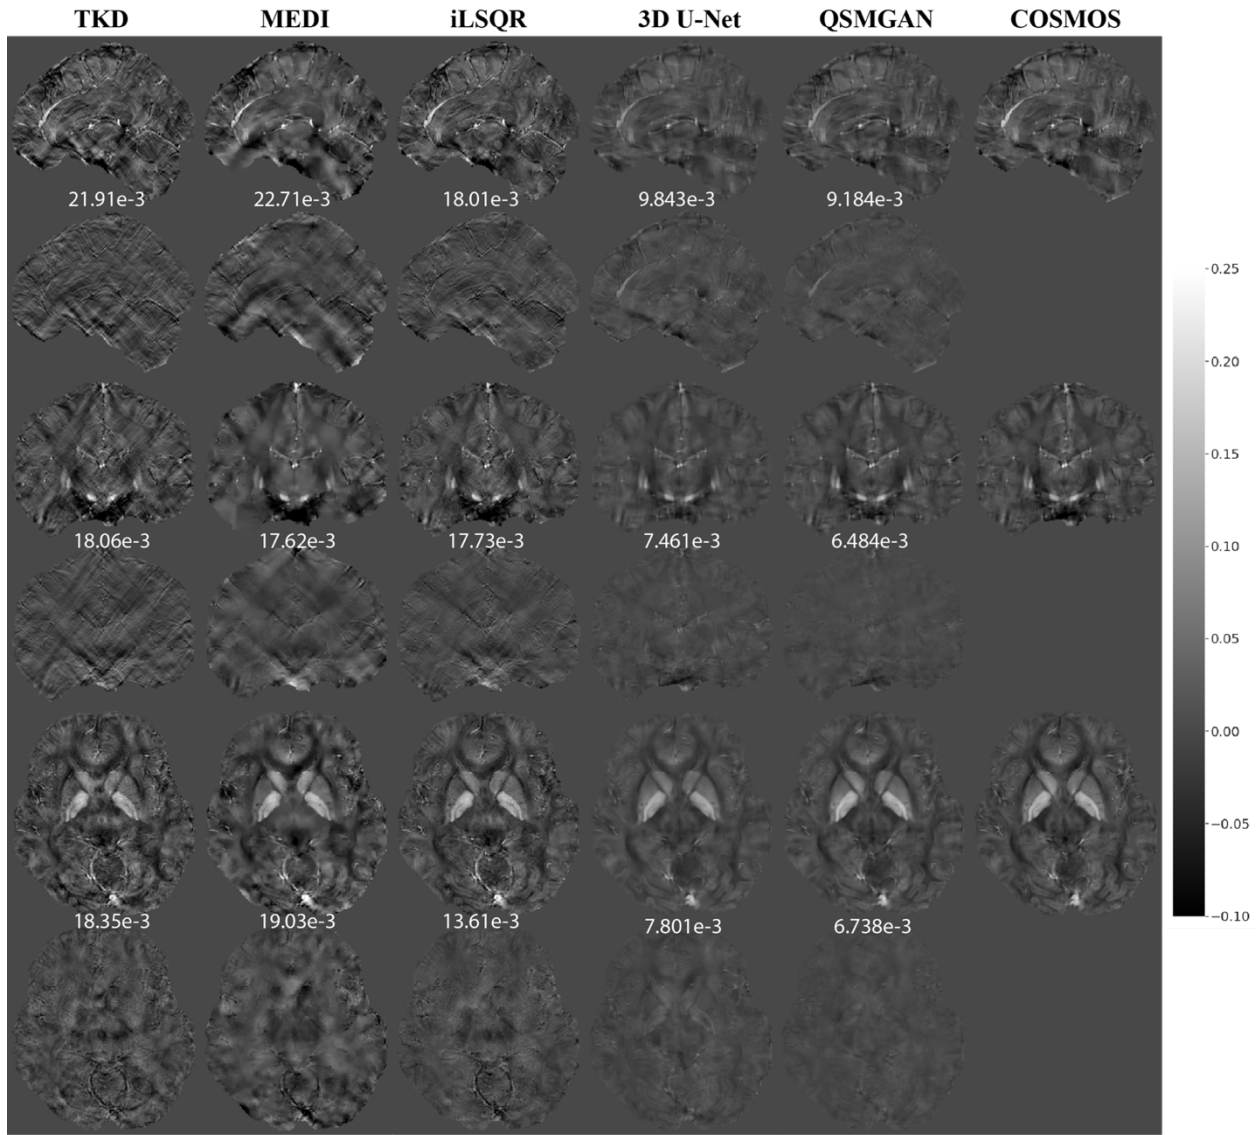 TKD MEDI iLSQR 3D U-Net QSMGAN COSMOS
21.91e-3 22.71e-3 18.01e-3 9.843e-3 9.184e-3
0.25
0.20
18.06e-3 17.62e-3 17.73e-3 7.461e-3 6.484e-3
0.15
0.10
0.05
0.00
−0.05
18.35e-3 19.03e-3 13.61e-3 7.801e-3 6.738e-3
−0.10